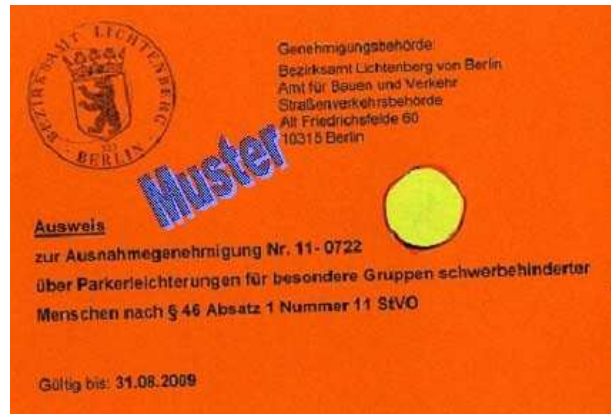 BEZIRKSAMT LICHTENBERG
BERLIN
Genehmigungsbehörde:
Bezirksamt Lichtenberg von Berlin
Amt für Bauen und Verkehr
Straßenverkehrsbehörde
Alt Friedrichsfelde 60
10315 Berlin
Muster
Ausweis
zur Ausnahmegenehmigung Nr. 11-0722
über Parkerleichterungen für besondere Gruppen schwerbehinderter
Menschen nach § 46 Absatz 1 Nummer 11 StVO
Gültig bis: 31.08.2009